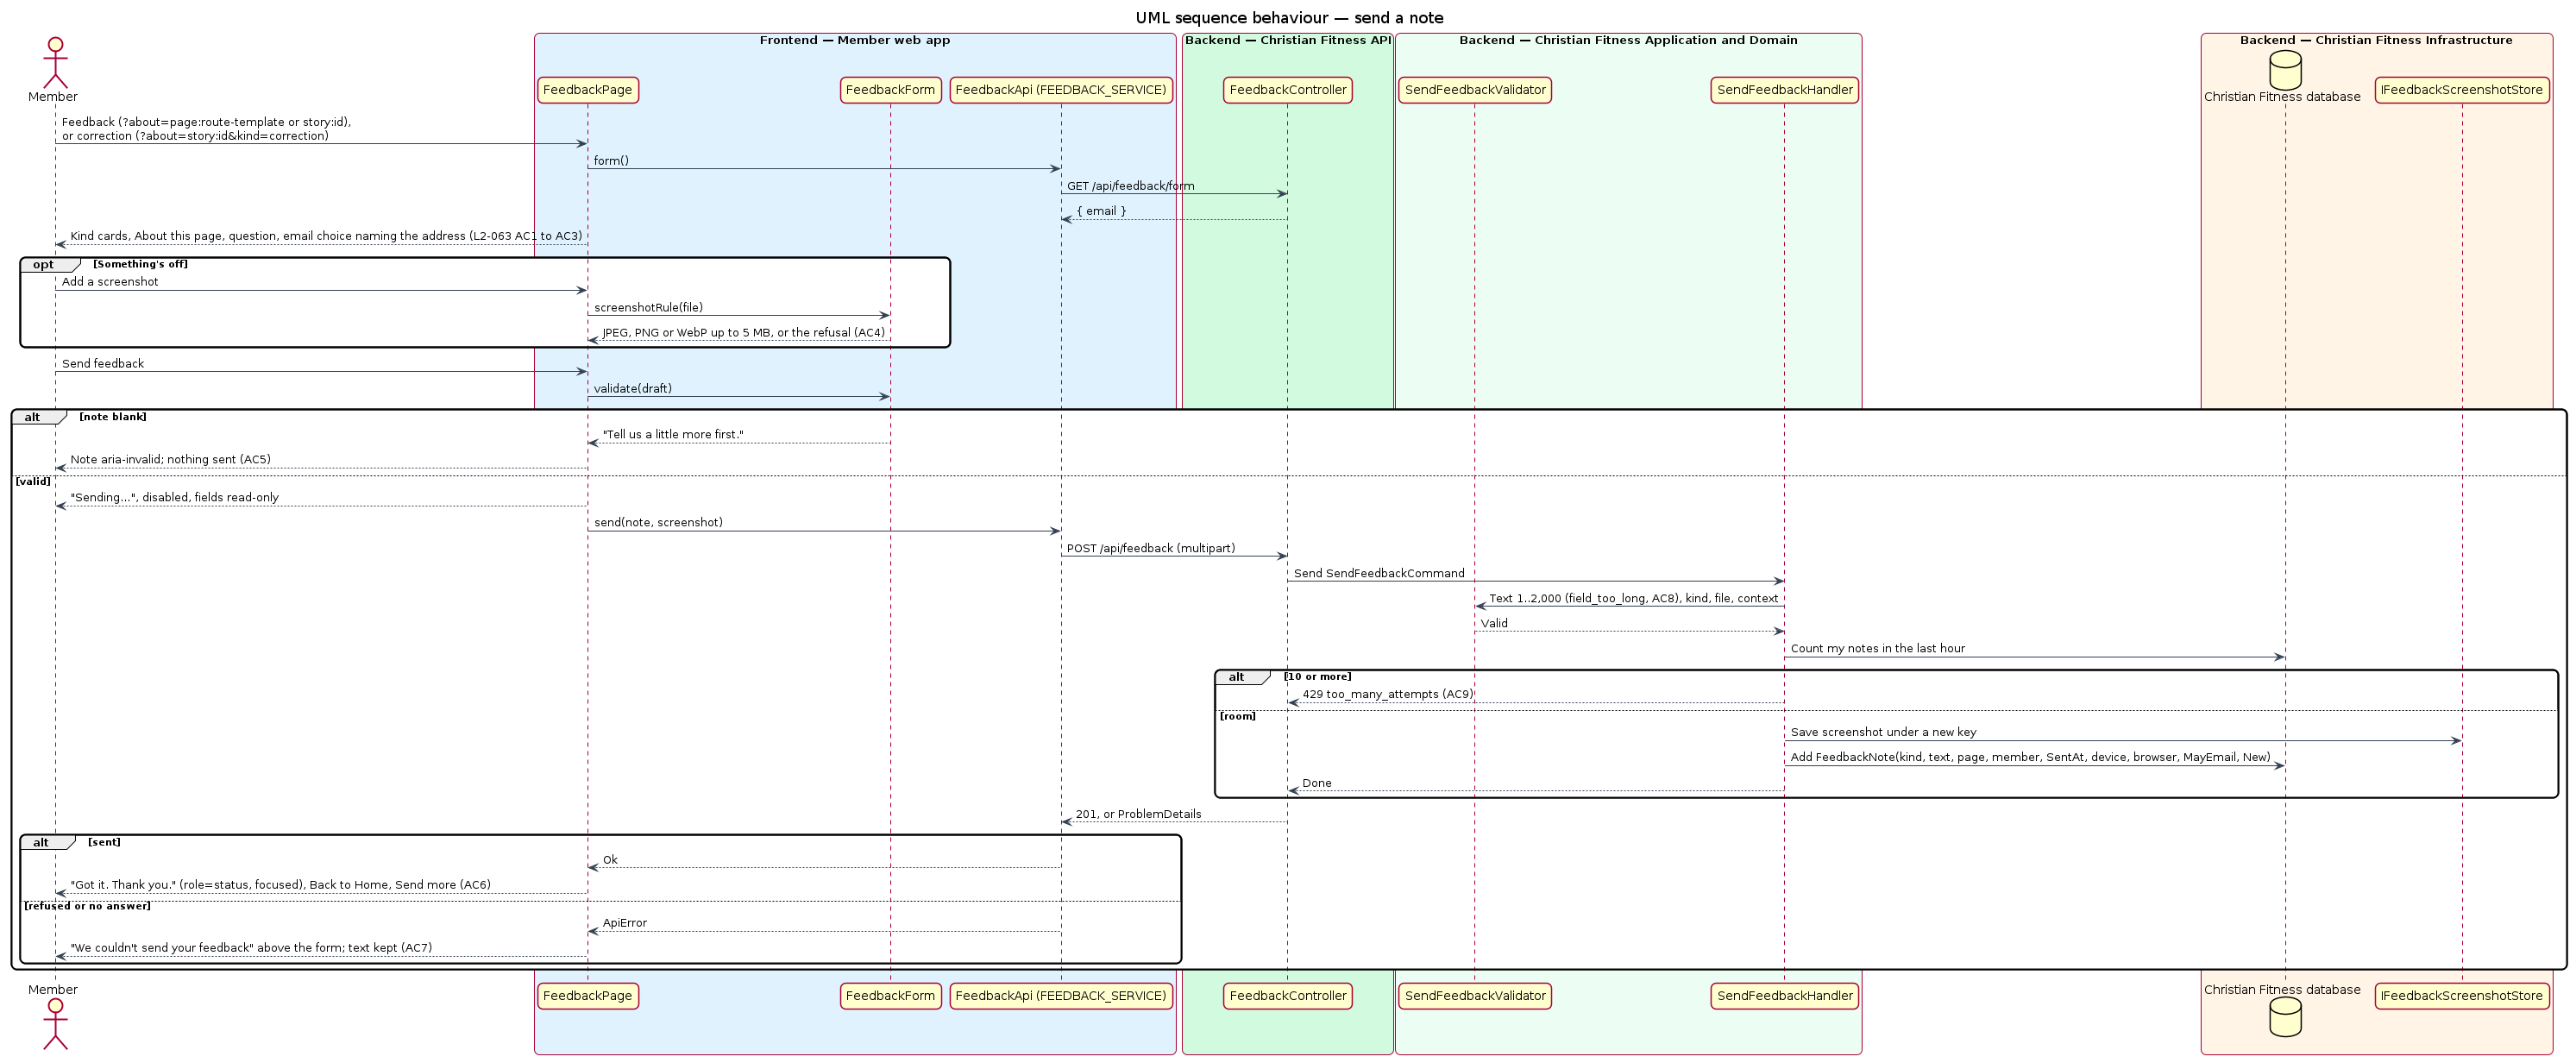 UML sequence behaviour — send a note
Frontend — Member web app
Backend — Christian Fitness API
Backend — Christian Fitness Application and Domain
Backend — Christian Fitness Infrastructure
Member
FeedbackPage
FeedbackForm
FeedbackApi (FEEDBACK_SERVICE)
FeedbackController
SendFeedbackValidator
SendFeedbackHandler
Christian Fitness database
IFeedbackScreenshotStore
Feedback (?about=page:route-template or story:id),
or correction (?about=story:id&kind=correction)
form()
GET /api/feedback/form
{ email }
Kind cards, About this page, question, email choice naming the address (L2-063 AC1 to AC3)
opt
[Something's off]
Add a screenshot
screenshotRule(file)
JPEG, PNG or WebP up to 5 MB, or the refusal (AC4)
Send feedback
validate(draft)
alt
[note blank]
"Tell us a little more first."
Note aria-invalid; nothing sent (AC5)
[valid]
"Sending...", disabled, fields read-only
send(note, screenshot)
POST /api/feedback (multipart)
Send SendFeedbackCommand
Text 1..2,000 (field_too_long, AC8), kind, file, context
Valid
Count my notes in the last hour
alt
[10 or more]
429 too_many_attempts (AC9)
[room]
Save screenshot under a new key
Add FeedbackNote(kind, text, page, member, SentAt, device, browser, MayEmail, New)
Done
201, or ProblemDetails
alt
[sent]
Ok
"Got it. Thank you." (role=status, focused), Back to Home, Send more (AC6)
[refused or no answer]
ApiError
"We couldn't send your feedback" above the form; text kept (AC7)
Member
FeedbackPage
FeedbackForm
FeedbackApi (FEEDBACK_SERVICE)
FeedbackController
SendFeedbackValidator
SendFeedbackHandler
Christian Fitness database
IFeedbackScreenshotStore